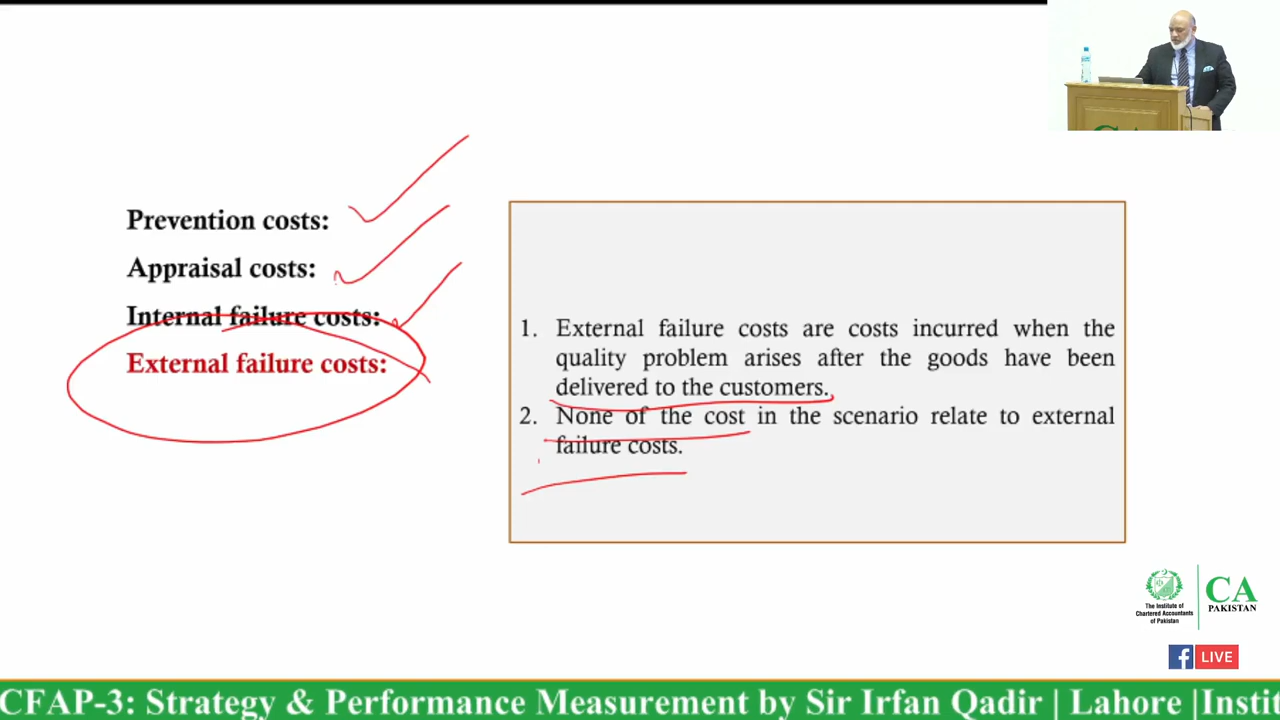 Prevention costs:
Appraisal costs:
Internal failure costs:
External failure costs:
1. External failure costs are costs incurred when the
quality problem arises after the goods have been
delivered to the customers.
2. None of the cost in the scenario relate to external
failure costs.
The Institute of
Chartered Accountants
of Pakistan
CA
PAKISTAN
f LIVE
CFAP-3: Strategy & Performance Measurement by Sir Irfan Qadir | Lahore |Instit